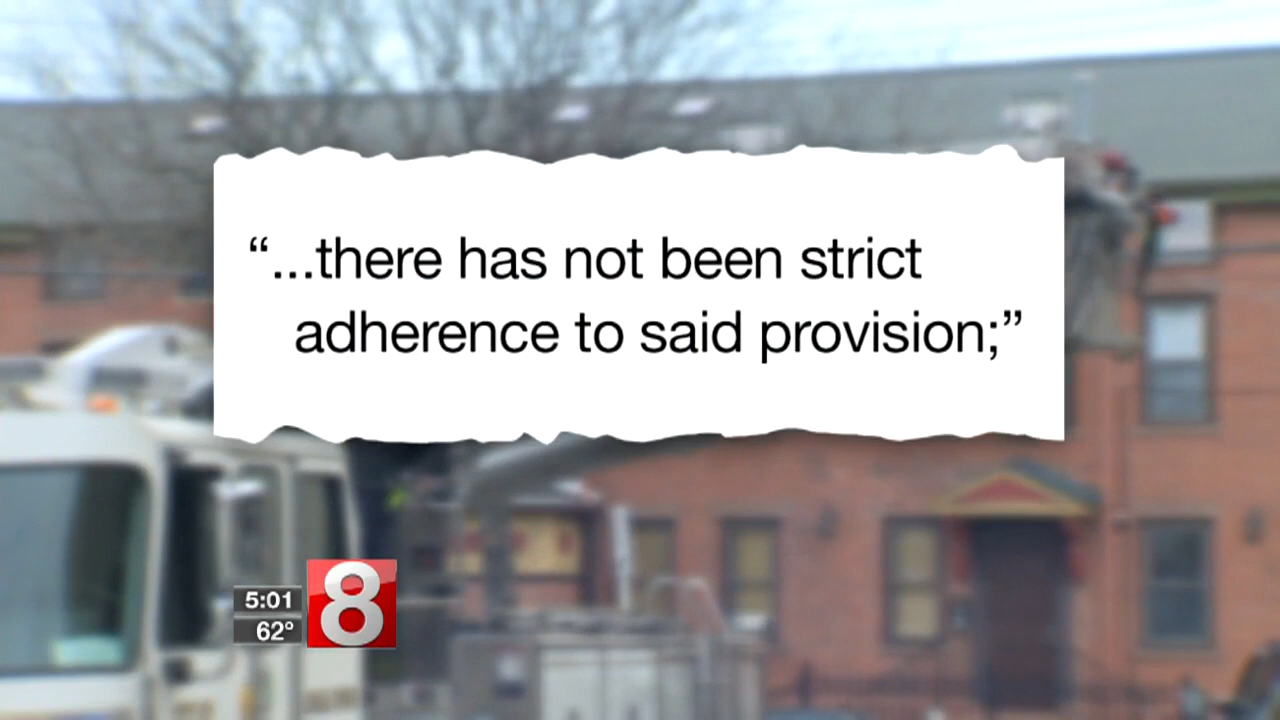 “...there has not been strict
adherence to said provision;”
5:01
62°
8